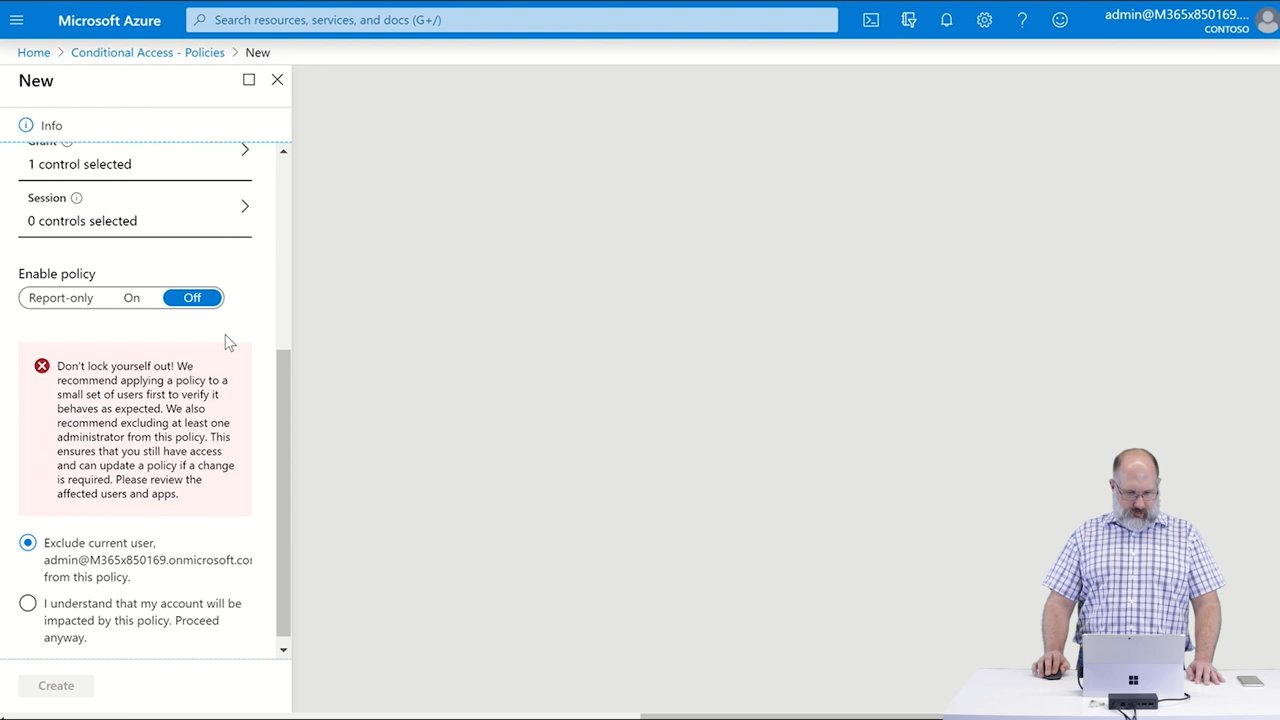 Microsoft Azure
Search resources, services, and docs (G+/)
admin@M365x850169....
CONTOSO
Home > Conditional Access - Policies > New
New
Info
Grant
1 control selected
Session
0 controls selected
Enable policy
Report-only On Off
Don't lock yourself out! We
recommend applying a policy to a
small set of users first to verify it
behaves as expected. We also
recommend excluding at least one
administrator from this policy. This
ensures that you still have access
and can update a policy if a change
is required. Please review the
affected users and apps.
Exclude current user,
admin@M365x850169.onmicrosoft.co
from this policy.
I understand that my account will be
impacted by this policy. Proceed
anyway.
Create